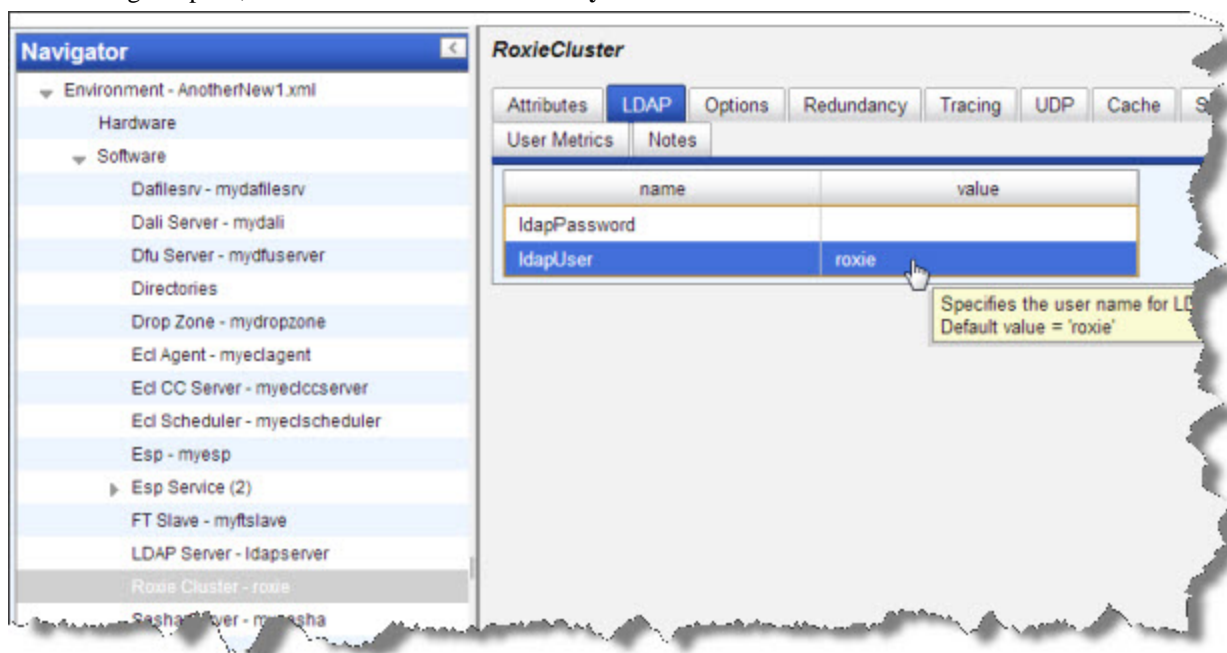 Navigator
Environment - AnotherNew1.xml
Hardware
Software
Dafilesrv - mydafilesrv
Dali Server - mydali
Dfu Server - mydfuserver
Directories
Drop Zone - mydropzone
Ecl Agent - myeclagent
Ecl CC Server - myeclccserver
Ecl Scheduler - myeclscheduler
Esp - myesp
Esp Service (2)
FT Slave - myftslave
LDAP Server - ldapserver
Roxie Cluster - roxie
RoxieCluster
Attributes LDAP Options Redundancy Tracing UDP Cache
User Metrics Notes
name value
ldapPassword
ldapUser roxie
Specifies the user name for
Default value = 'roxie'